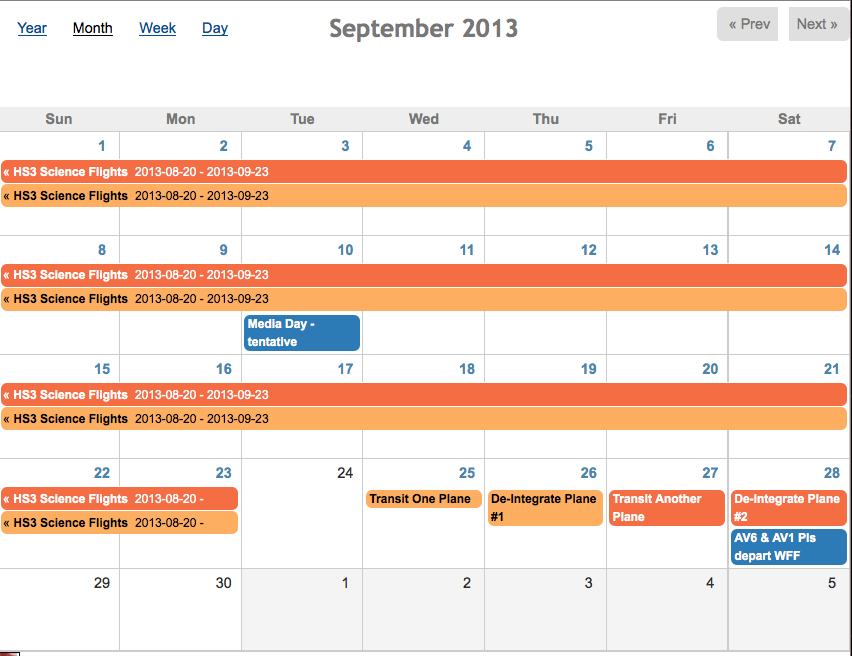 Year Month Week Day September 2013 « Prev Next »
Sun Mon Tue Wed Thu Fri Sat
1 2 3 4 5 6 7
« HS3 Science Flights 2013-08-20 - 2013-09-23
« HS3 Science Flights 2013-08-20 - 2013-09-23
8 9 10 11 12 13 14
« HS3 Science Flights 2013-08-20 - 2013-09-23
« HS3 Science Flights 2013-08-20 - 2013-09-23
Media Day -
tentative
15 16 17 18 19 20 21
« HS3 Science Flights 2013-08-20 - 2013-09-23
« HS3 Science Flights 2013-08-20 - 2013-09-23
22 23 24 25 26 27 28
« HS3 Science Flights 2013-08-20 -
« HS3 Science Flights 2013-08-20 -
Transit One Plane
De-Integrate Plane
#1
Transit Another
Plane
De-Integrate Plane
#2
AV6 & AV1 Pls
depart WFF
29 30 1 2 3 4 5